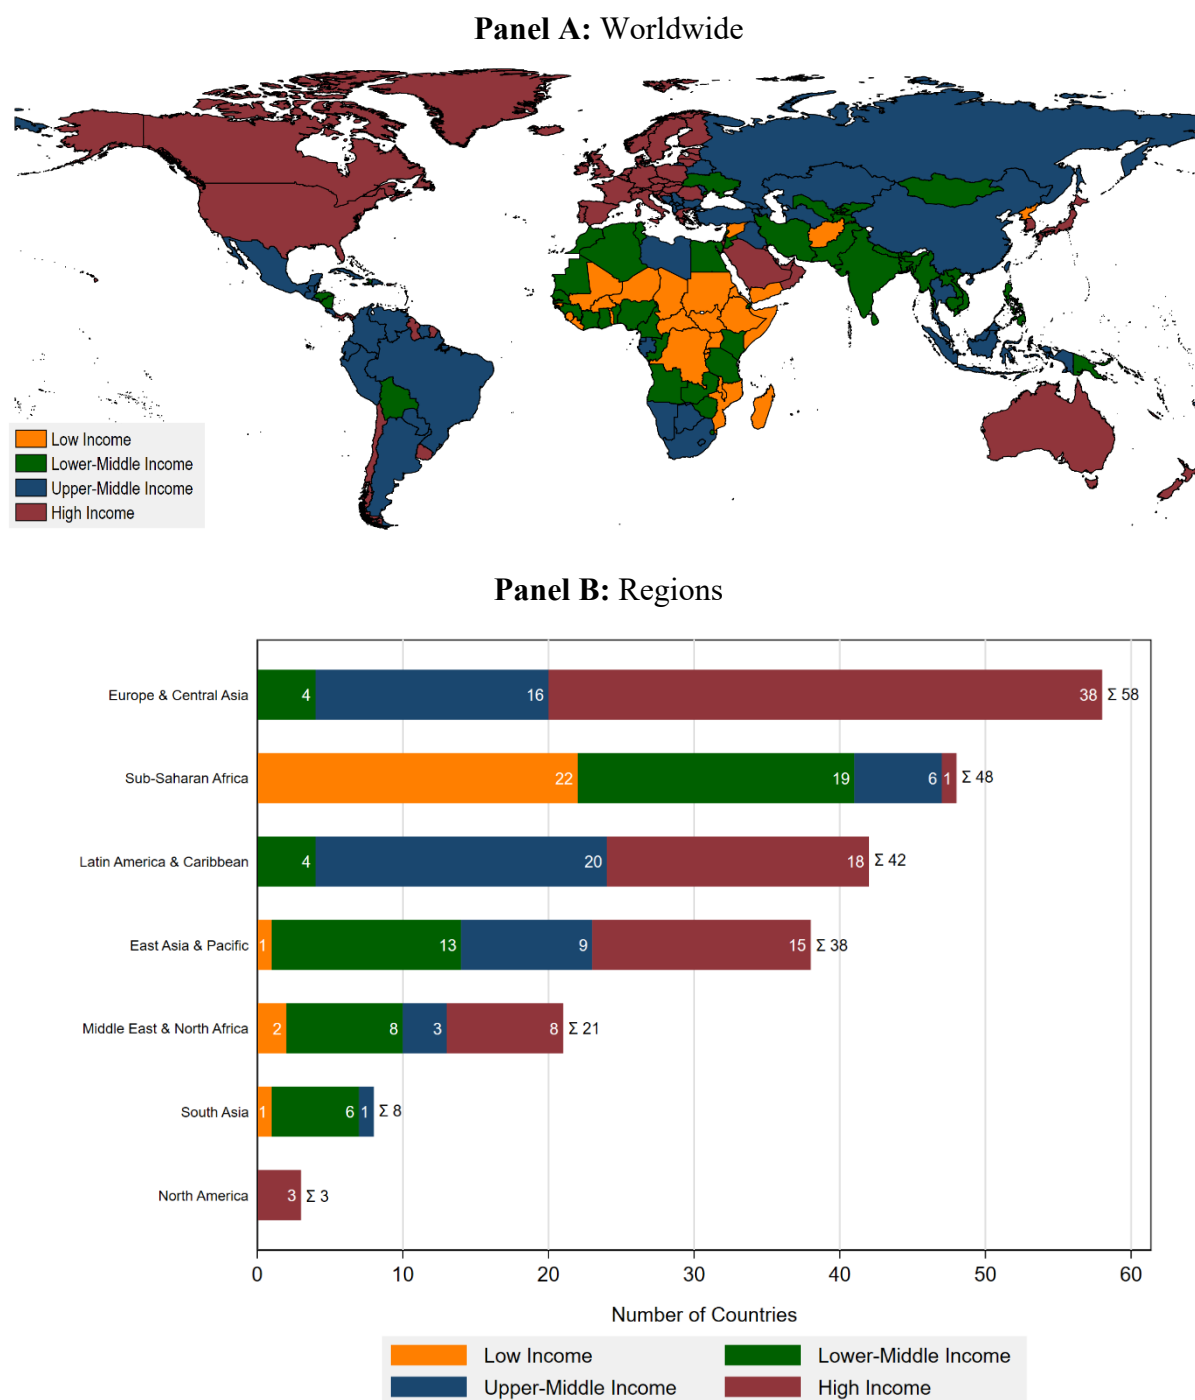 Panel A: Worldwide
Low Income
Lower-Middle Income
Upper-Middle Income
High Income
Panel B: Regions
Europe & Central Asia 4 16 38 Σ 58
Sub-Saharan Africa 22 19 6 1 Σ 48
Latin America & Caribbean 4 20 18 Σ 42
East Asia & Pacific 1 13 9 15 Σ 38
Middle East & North Africa 2 8 3 8 Σ 21
South Asia 1 6 1 Σ 8
North America 3 Σ 3
0 10 20 30 40 50 60
Number of Countries
Low Income Lower-Middle Income
Upper-Middle Income High Income